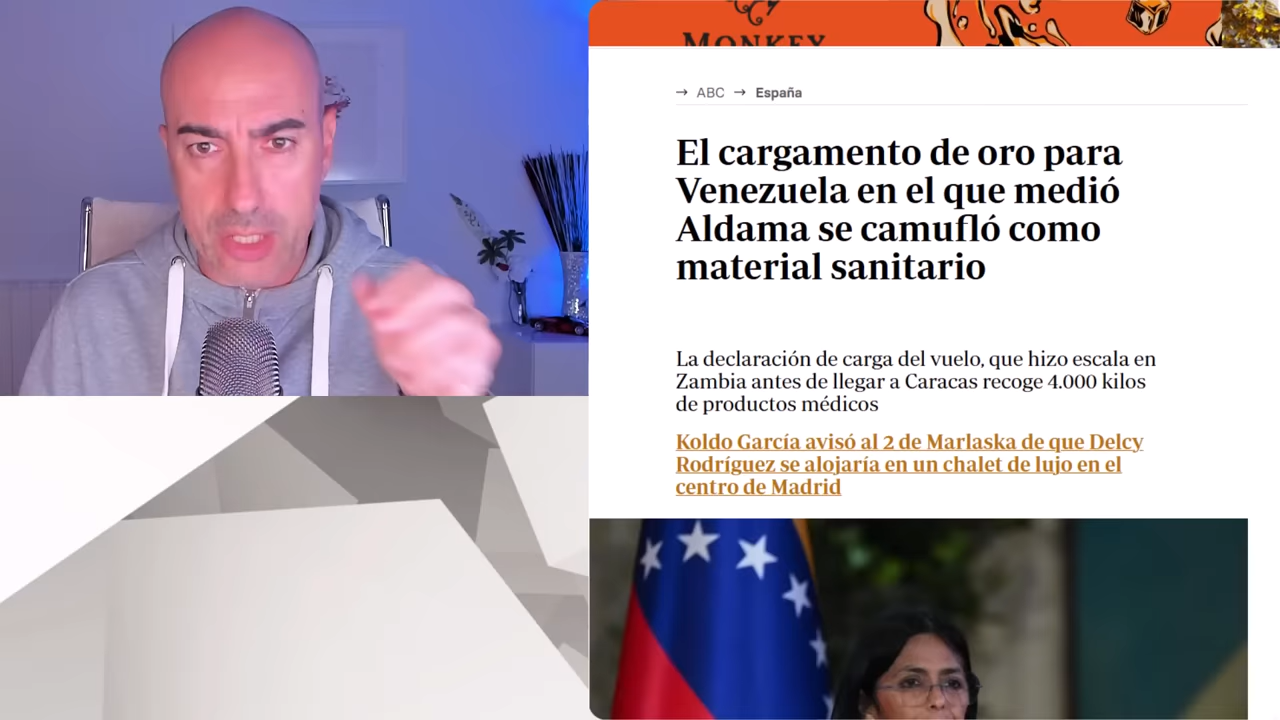 MONKEY
→ ABC → España
El cargamento de oro para
Venezuela en el que medió
Aldama se camufló como
material sanitario
La declaración de carga del vuelo, que hizo escala en
Zambia antes de llegar a Caracas recoge 4.000 kilos
de productos médicos
Koldo García avisó al 2 de Marlaska de que Delcy
Rodríguez se alojaría en un chalet de lujo en el
centro de Madrid